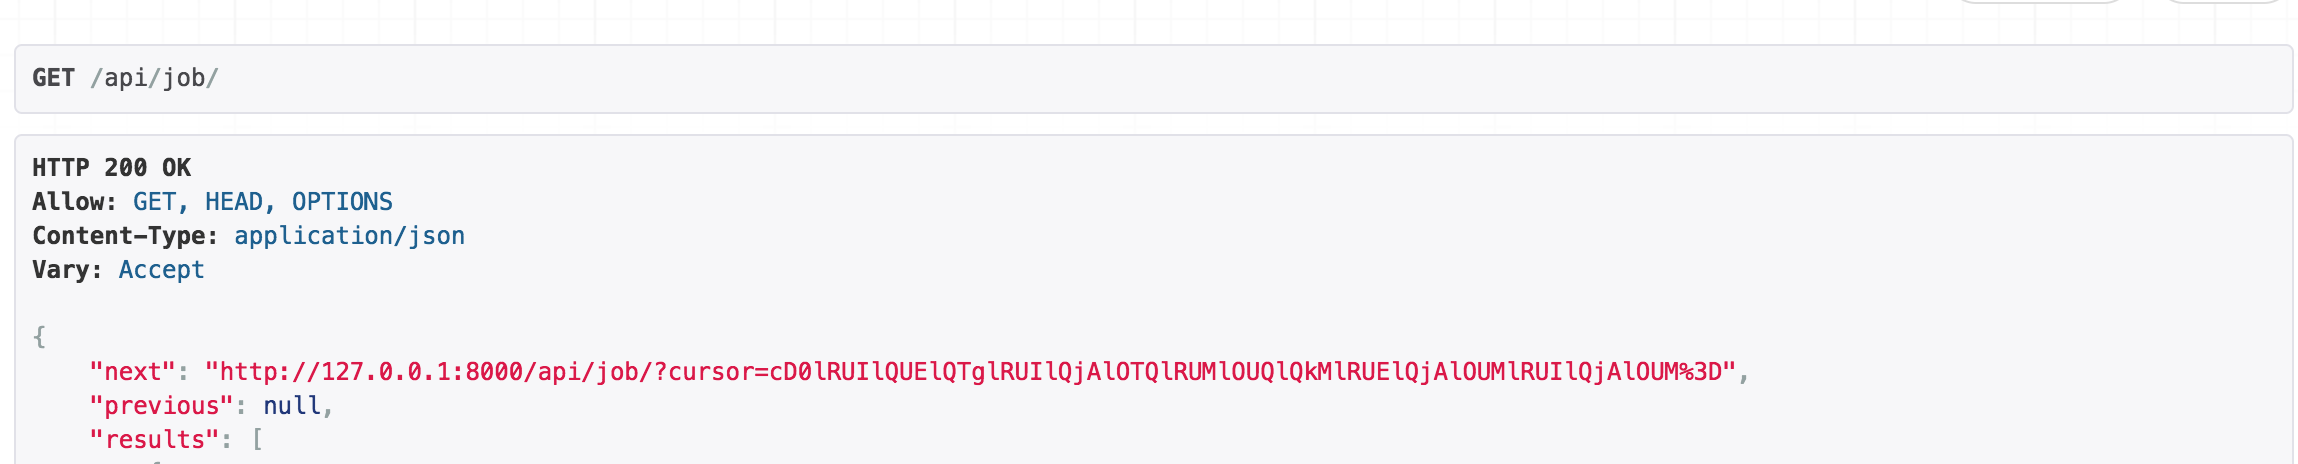 GET /api/job/
HTTP 200 OK
Allow: GET, HEAD, OPTIONS
Content-Type: application/json
Vary: Accept
{
"next": "http://127.0.0.1:8000/api/job/?cursor=cD0lRUIlQUElQTglRUIlQjAlOTQlRUMlOUQlQkMlRUElQjAlOUMlRUIlQjAlOUM%3D",
"previous": null,
"results": [